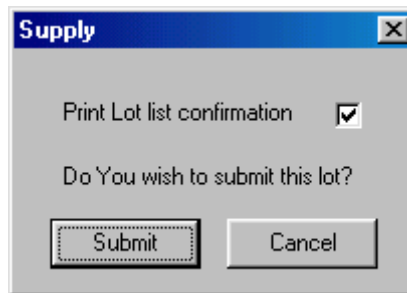 Supply
Print Lot list confirmation
Do You wish to submit this lot?
Submit Cancel